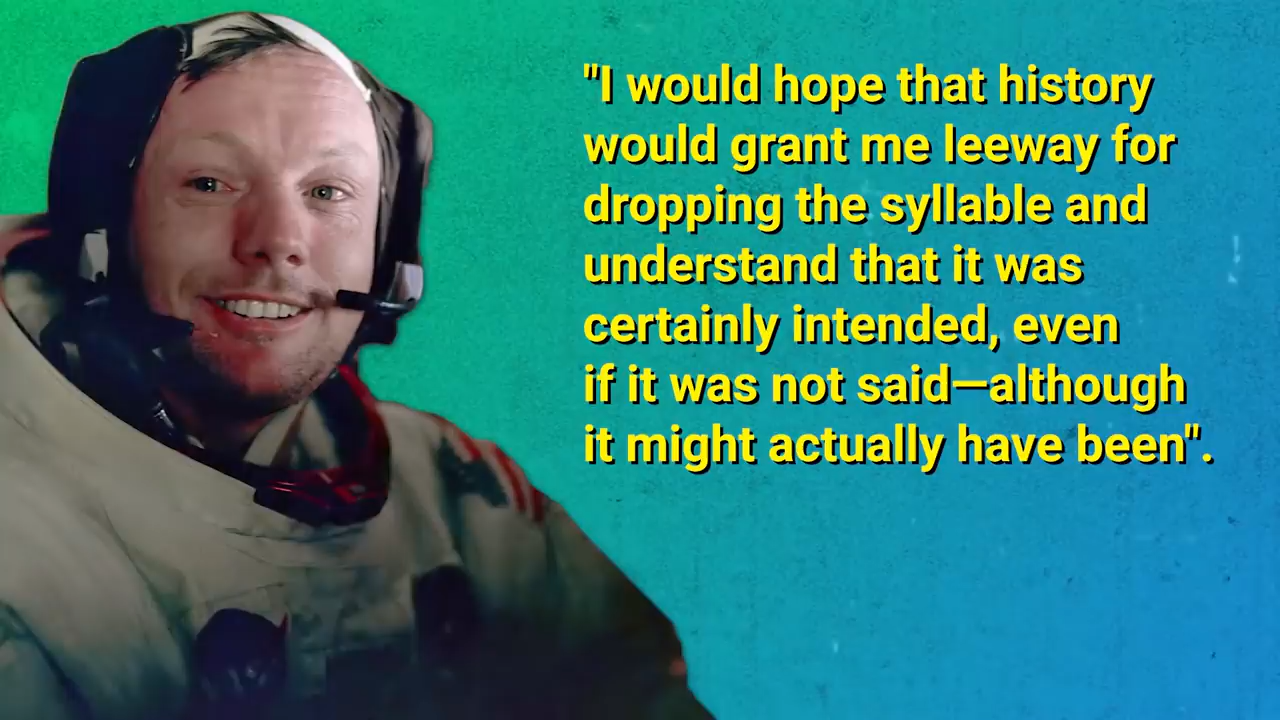 "I would hope that history
would grant me leeway for
dropping the syllable and
understand that it was
certainly intended, even
if it was not said—although
it might actually have been".